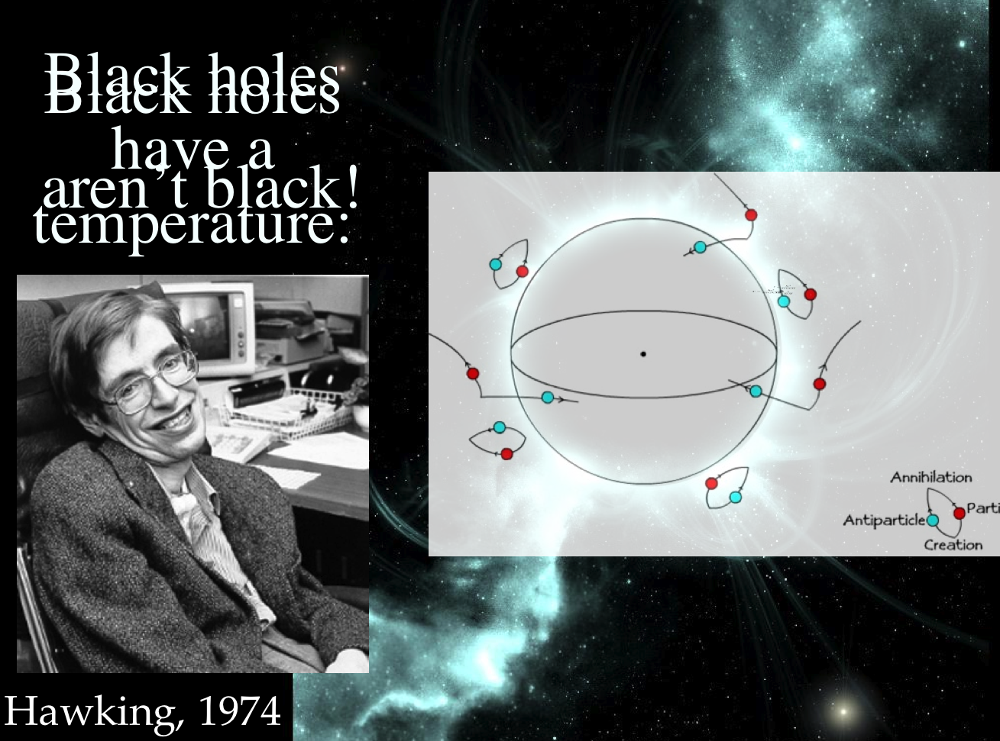 Black holes
Black holes
have a
aren’t black!
temperature:
Annihilation
Parti
Antiparticle
Creation
Hawking, 1974